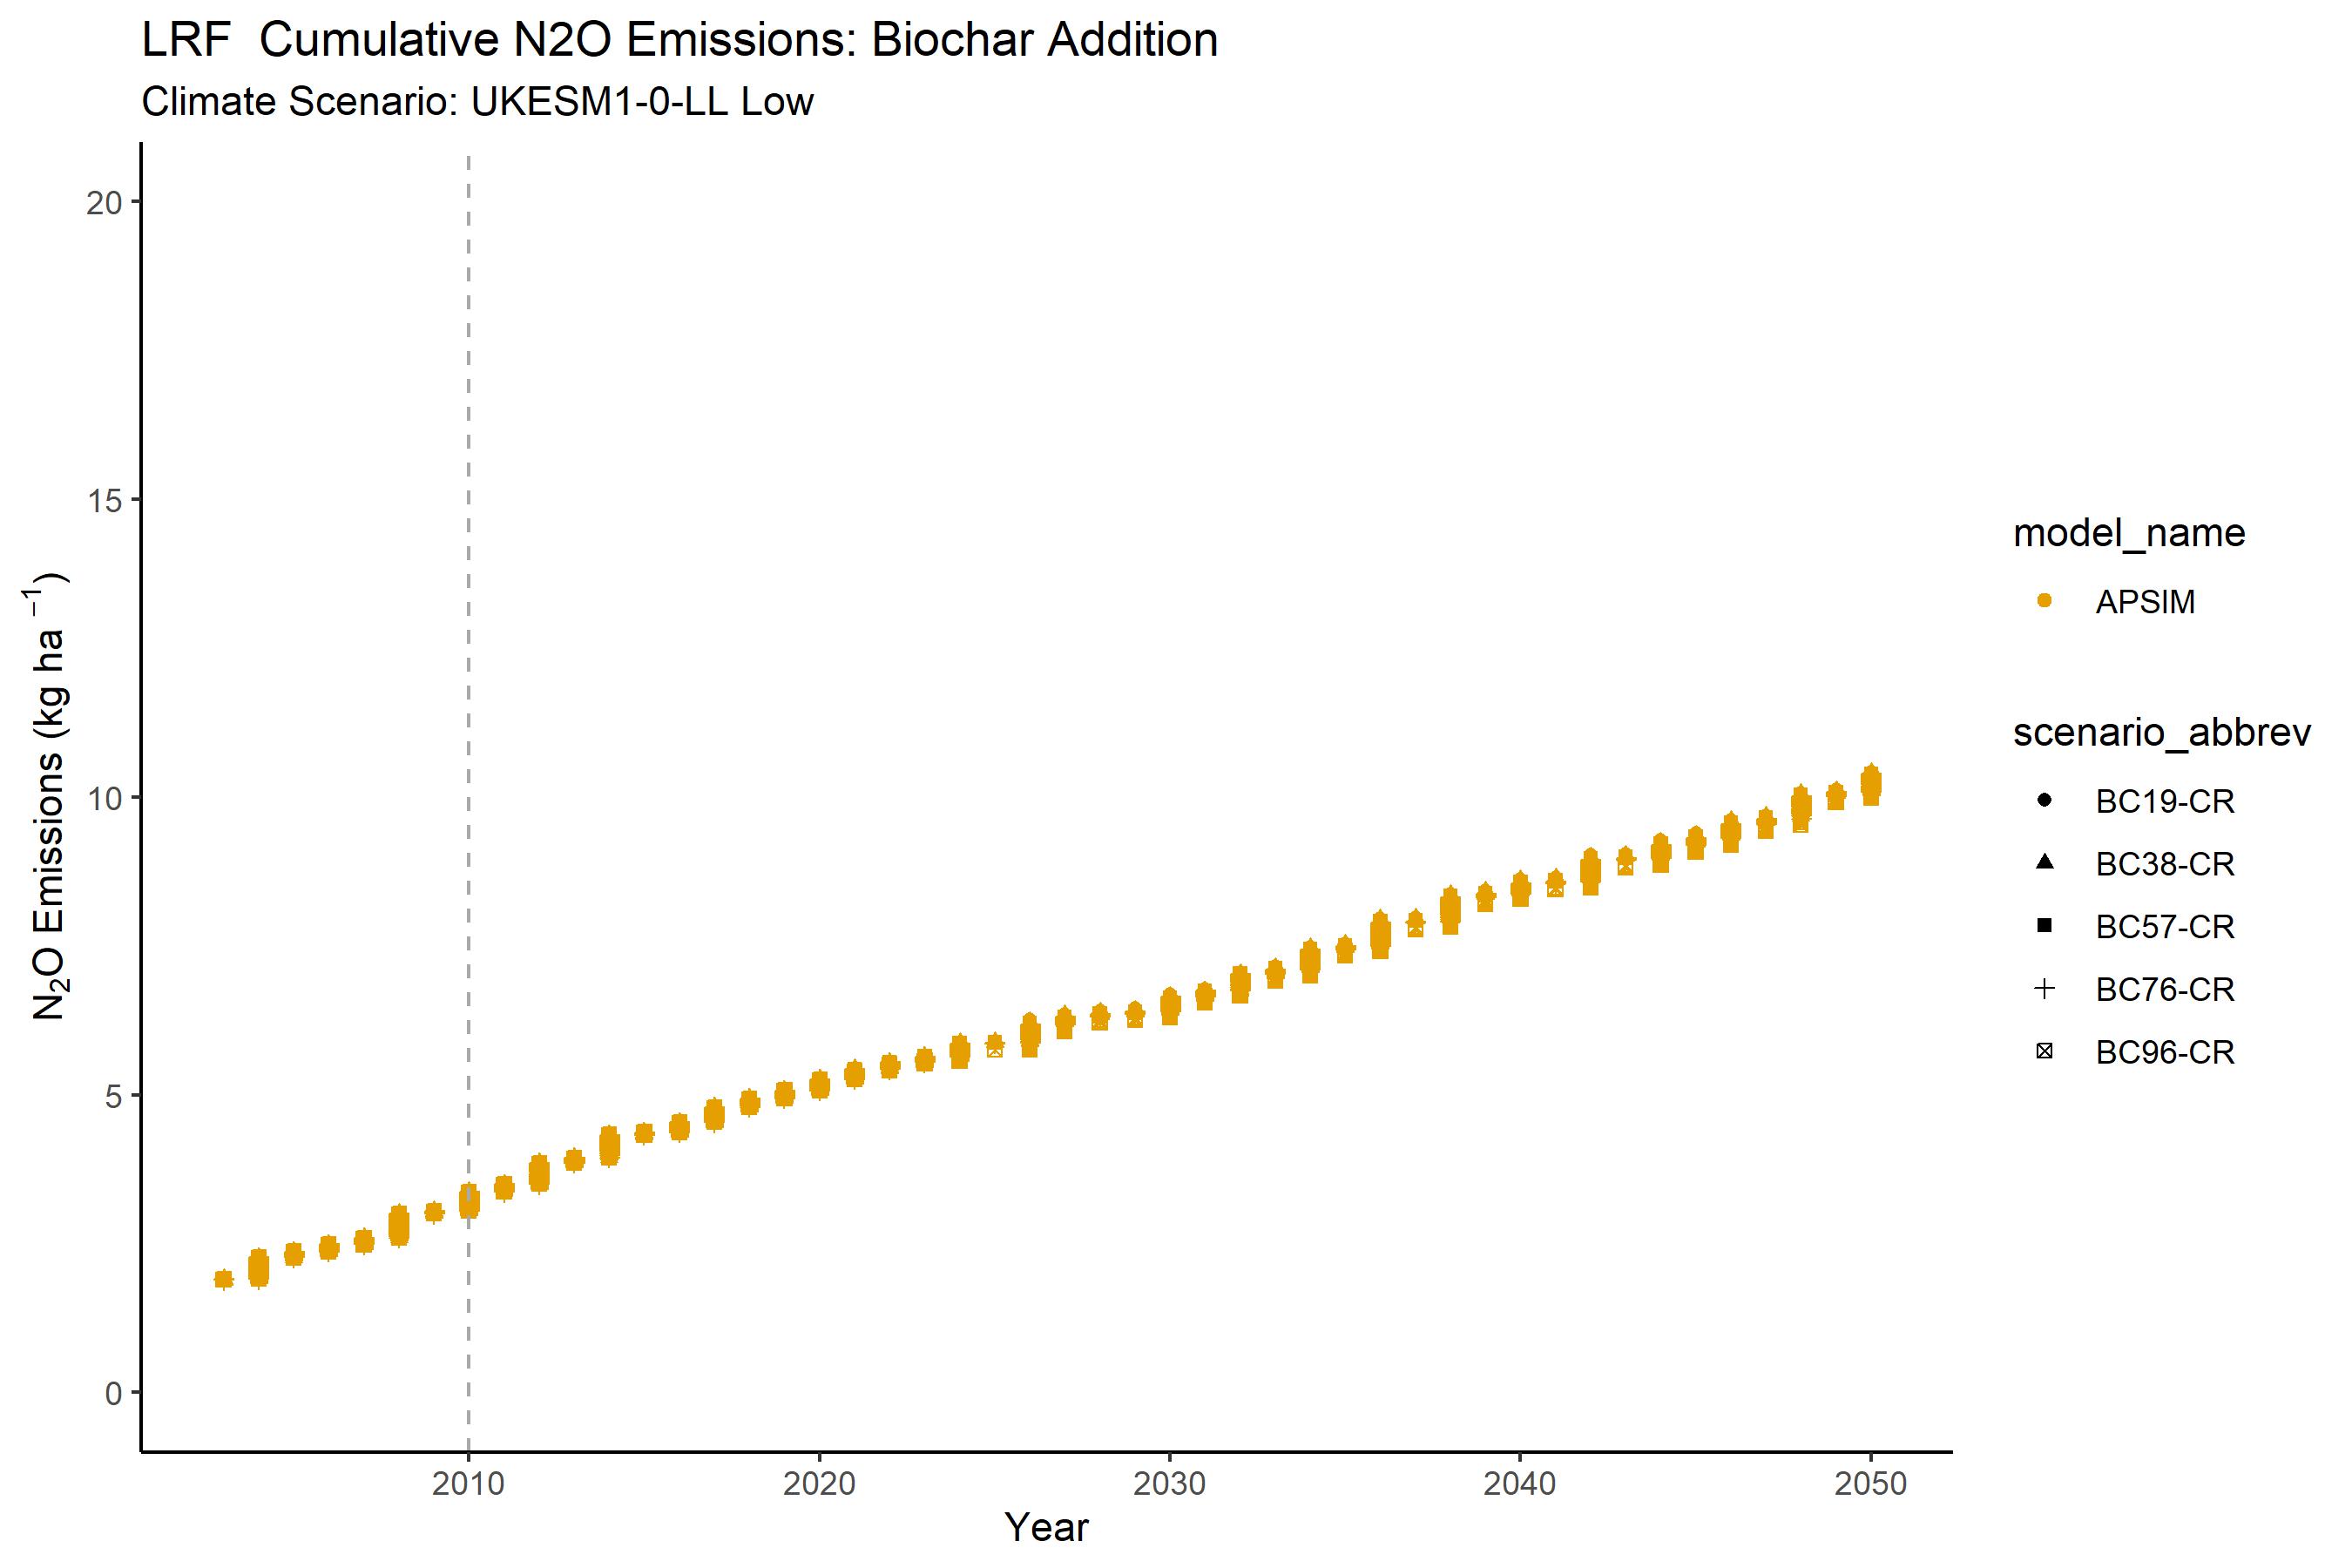 LRF  Cumulative N2O Emissions: Biochar Addition
Climate Scenario: UKESM1-0-LL Low
20
15
10
5
0
N₂O Emissions (kg ha ⁻¹)
2010 2020 2030 2040 2050
Year
model_name
APSIM
scenario_abbrev
BC19-CR
BC38-CR
BC57-CR
BC76-CR
BC96-CR